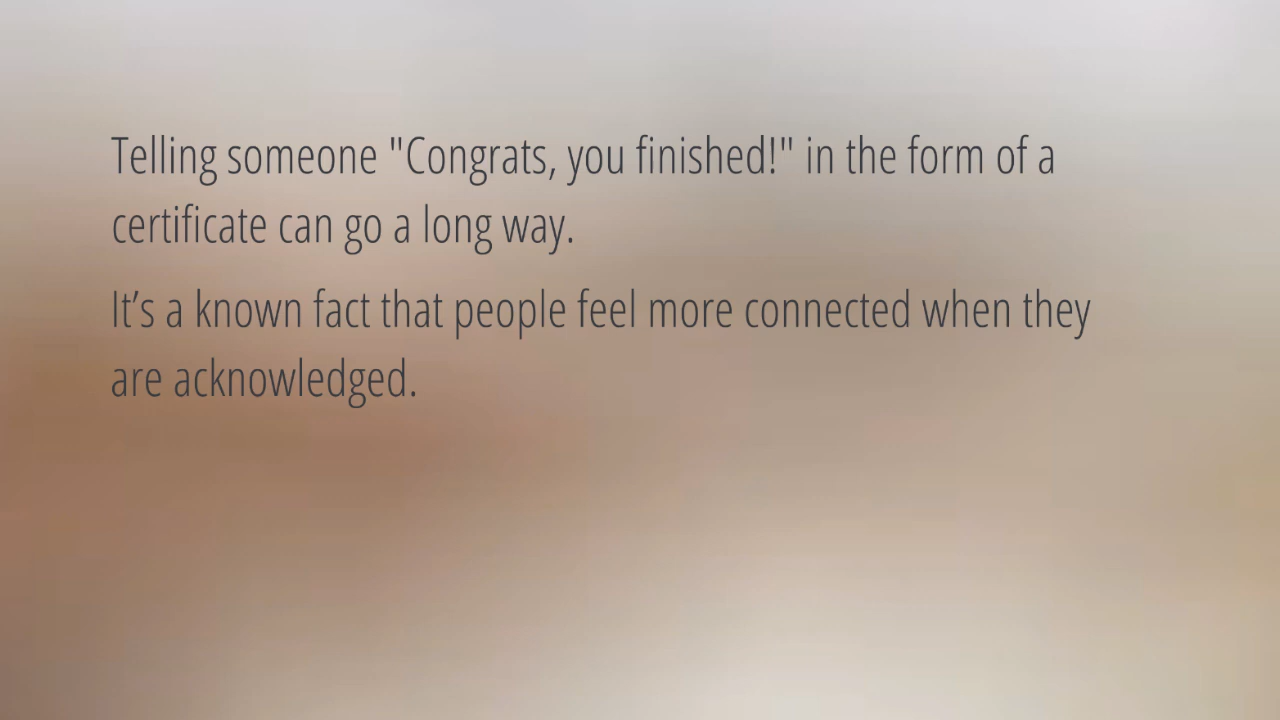 Telling someone "Congrats, you finished!" in the form of a
certificate can go a long way.
It’s a known fact that people feel more connected when they
are acknowledged.